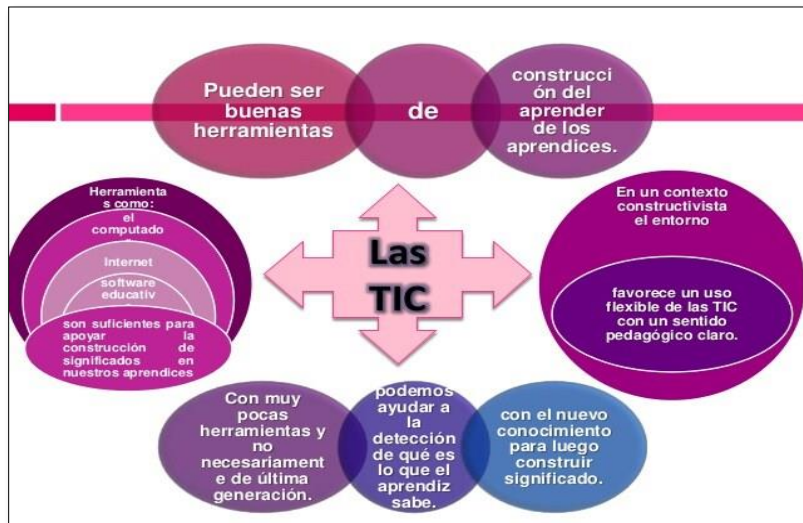 Pueden ser
buenas
herramientas
de
construcci
ón del
aprender
de los
aprendices.
Herramienta
s como:
el
computado
Internet
software
educativ
son suficientes para
apoyar la
construcción de
significados en
nuestros aprendices
Las
TIC
En un contexto
constructivista
el entorno
favorece un uso
flexible de las TIC
con un sentido
pedagógico claro.
Con muy
pocas
herramientas y
no
necesariament
e de última
generación.
podemos
ayudar a
la
detección
de qué es
lo que el
aprendiz
sabe.
con el nuevo
conocimiento
para luego
construir
significado.